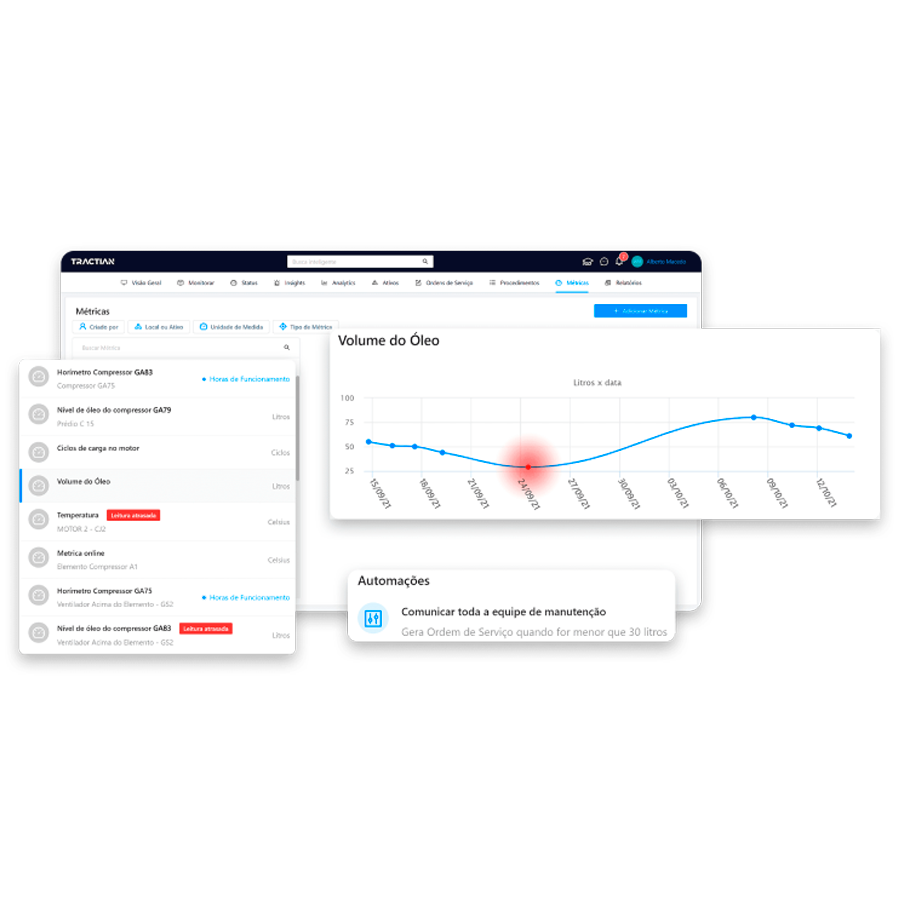 TRACTIAN
Busca inteligente
Alberto Macedo
Visão Geral Monitorar Status Insights Analytics Ativos Ordens de Serviço Procedimentos Métricas Relatórios
Métricas
+ Adicionar Métrica
Criado por Local ou Ativo Unidade de Medida Tipo de Métrica
Buscar Métrica
Horímetro Compressor GA83
Compressor GA75
Horas de Funcionamento
Nível de óleo do compressor GA79
Prédio C 15
Litros
Ciclos de carga no motor
Ciclos
Volume do Óleo
Litros
Temperatura Leitura atrasada
MOTOR 2 - CJ2
Celsius
Metrica online
Elemento Compressor A1
Celsius
Horímetro Compressor GA75
Ventilador Acima do Elemento - GS2
Horas de Funcionamento
Nível de óleo do compressor GA83 Leitura atrasada
Ventilador Acima do Elemento - GS2
Litros
Volume do Óleo
Litros x data
100
75
50
25
15/09/21 18/09/21 21/09/21 24/09/21 27/09/21 30/09/21 03/10/21 06/10/21 09/10/21 12/10/21
Automações
Comunicar toda a equipe de manutenção
Gera Ordem de Serviço quando for menor que 30 litros